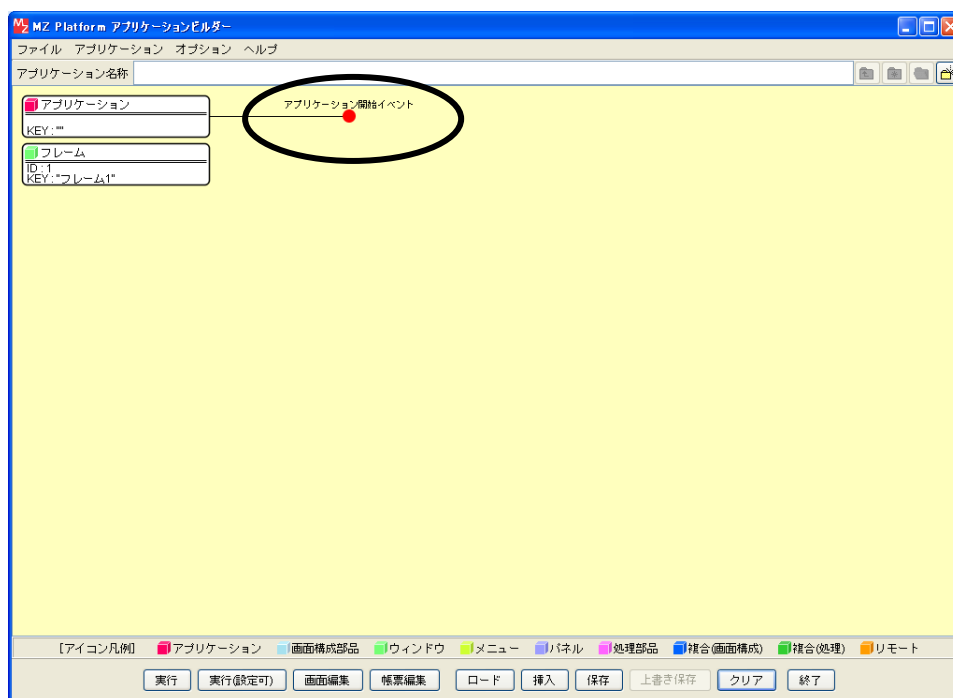 MZ Platform アプリケーションビルダー
ファイル アプリケーション オプション ヘルプ
アプリケーション名称
アプリケーション
KEY:""
アプリケーション開始イベント
フレーム
ID:1
KEY:"フレーム1"
[アイコン凡例] アプリケーション 画面構成部品 ウィンドウ メニュー パネル 処理部品 複合(画面構成) 複合(処理) リモート
実行 実行(設定可) 画面編集 帳票編集 ロード 挿入 保存 上書き保存 クリア 終了